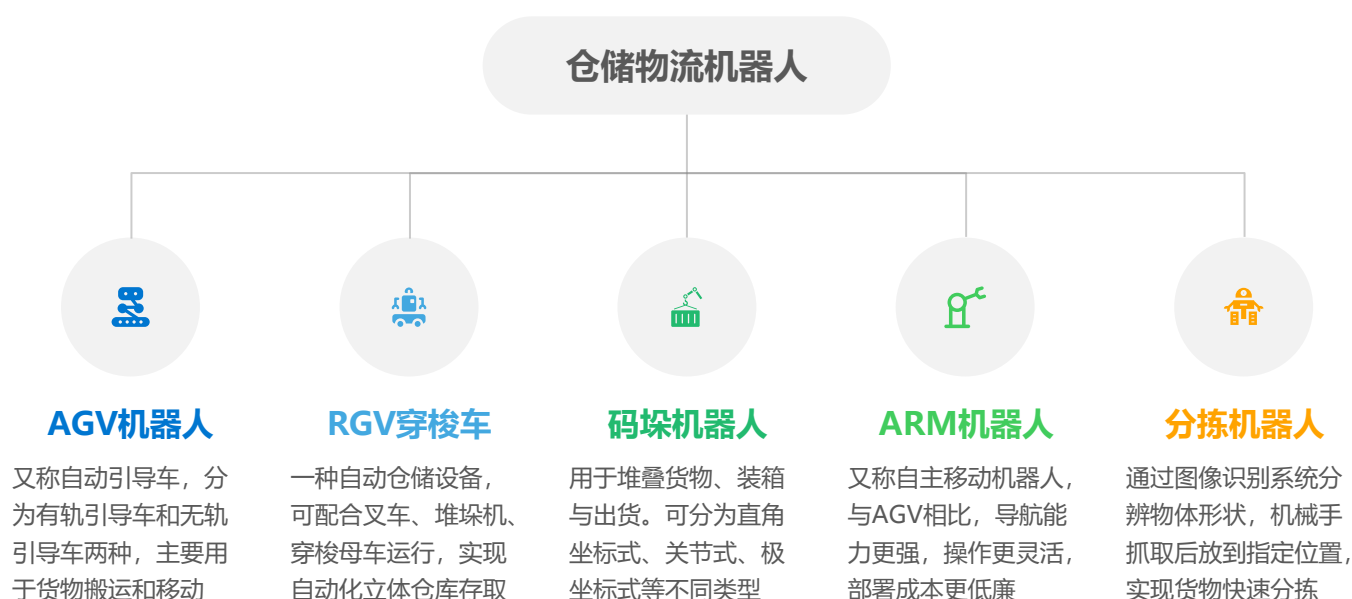 仓储物流机器人
AGV机器人
又称自动引导车，分
为有轨引导车和无轨
引导车两种，主要用
于货物搬运和移动
RGV穿梭车
一种自动仓储设备，
可配合叉车、堆垛机、
穿梭母车运行，实现
自动化立体仓库存取
码垛机器人
用于堆叠货物、装箱
与出货。可分为直角
坐标式、关节式、极
坐标式等不同类型
ARM机器人
又称自主移动机器人，
与AGV相比，导航能
力更强，操作更灵活，
部署成本更低廉
分拣机器人
通过图像识别系统分
辨物体形状，机械手
抓取后放到指定位置，
实现货物快速分拣